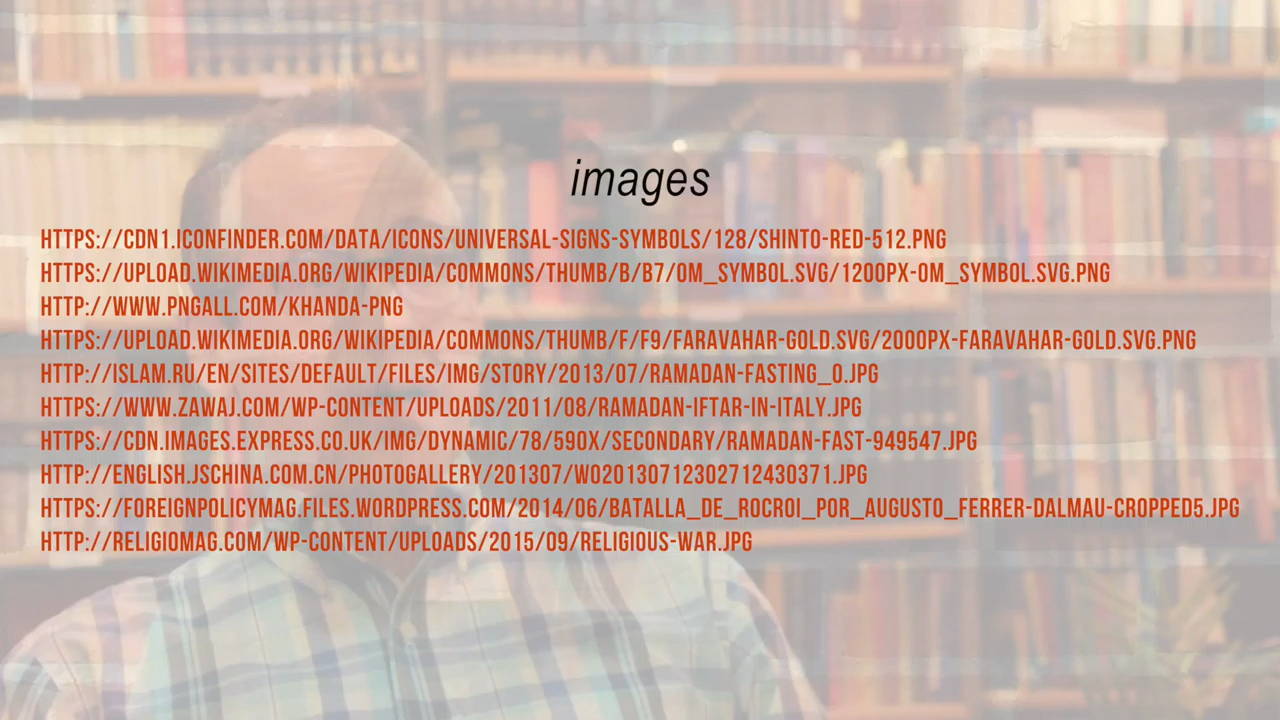 images
HTTPS://CDN1.ICONFINDER.COM/DATA/ICONS/UNIVERSAL-SIGNS-SYMBOLS/128/SHINTO-RED-512.PNG
HTTPS://UPLOAD.WIKIMEDIA.ORG/WIKIPEDIA/COMMONS/THUMB/B/B7/OM_SYMBOL.SVG/1200PX-OM_SYMBOL.SVG.PNG
HTTP://WWW.PNGALL.COM/KHANDA-PNG
HTTPS://UPLOAD.WIKIMEDIA.ORG/WIKIPEDIA/COMMONS/THUMB/F/F9/FARAVAHAR-GOLD.SVG/2000PX-FARAVAHAR-GOLD.SVG.PNG
HTTP://ISLAM.RU/EN/SITES/DEFAULT/FILES/IMG/STORY/2013/07/RAMADAN-FASTING_0.JPG
HTTPS://WWW.ZAWAJ.COM/WP-CONTENT/UPLOADS/2011/08/RAMADAN-IFTAR-IN-ITALY.JPG
HTTPS://CDN.IMAGES.EXPRESS.CO.UK/IMG/DYNAMIC/78/590X/SECONDARY/RAMADAN-FAST-949547.JPG
HTTP://ENGLISH.JSCHINA.COM.CN/PHOTOGALLERY/201307/W020130712302712430371.JPG
HTTPS://FOREIGNPOLICYMAG.FILES.WORDPRESS.COM/2014/06/BATALLA_DE_ROCROI_POR_AUGUSTO_FERRER-DALMAU-CROPPED5.JPG
HTTP://RELIGIOMAG.COM/WP-CONTENT/UPLOADS/2015/09/RELIGIOUS-WAR.JPG